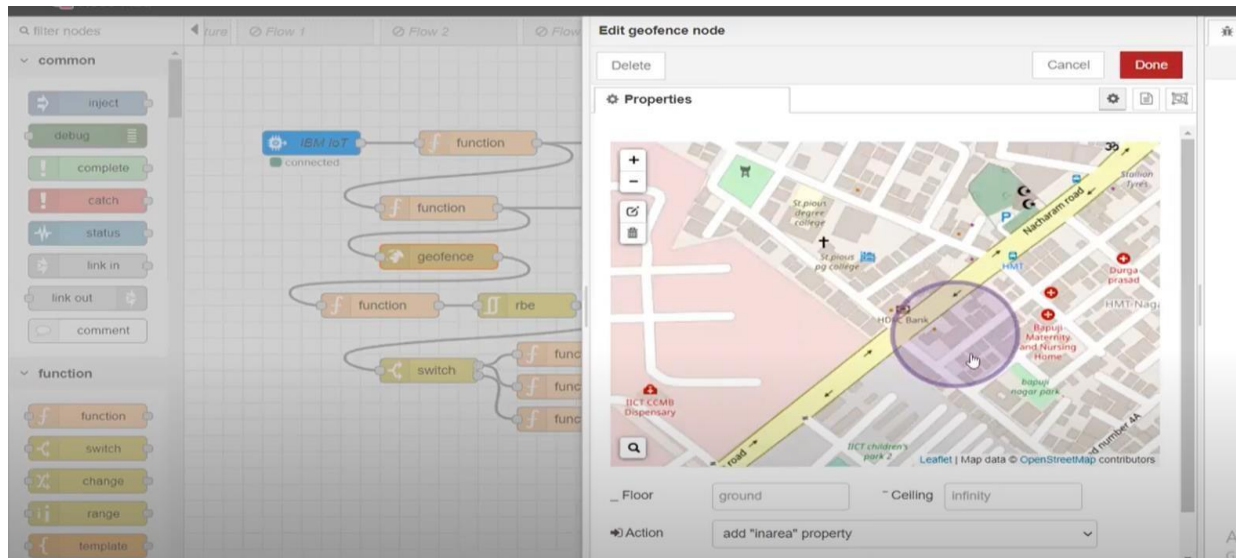 filter nodes
ture
Flow 1
Flow 2
Flow
Edit geofence node
Delete
Cancel
Done
Properties
common
inject
debug
complete
catch
status
link in
link out
comment
function
function
switch
change
range
template
IBM IoT
connected
function
function
geofence
function
rbe
switch
func
func
func
+
−
St.pious
degree
college
St.pious
pg college
P
HMT
Nacharam road
Stallion
Tyres
Durga
prasad
HMT-Naga
HDFC Bank
Bapuji
Maternity
and Nursing
Home
Bapuji
nagar park
IICT CCMB
Dispensary
IICT children's
park 2
road
d number 4A
Leaflet | Map data © OpenStreetMap contributors
Floor
ground
Ceiling
infinity
Action
add "inarea" property